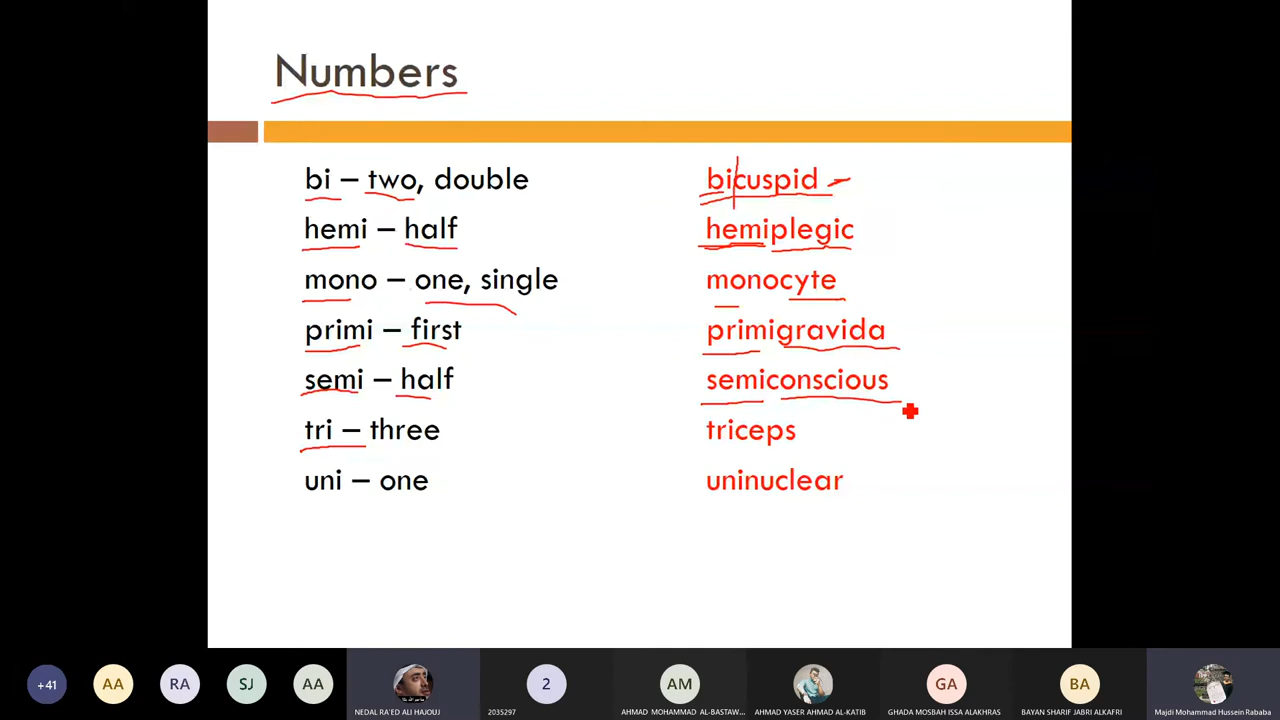 Numbers
bi – two, double
bicuspid
hemi – half
hemiplegic
mono – one, single
monocyte
primi – first
primigravida
semi – half
semiconscious
tri – three
triceps
uni – one
uninuclear
+41
AA
RA
SJ
AA
NEDAL RA'ED ALI HAJOUJ
2
2035297
AM
AHMAD MOHAMMAD AL-BASTAW...
AHMAD YASER AHMAD AL-KATIB
GA
GHADA MOSBAH ISSA ALAKHRAS
BA
BAYAN SHARIF JABRI ALKAFRI
Majdi Mohammad Hussein Rababa